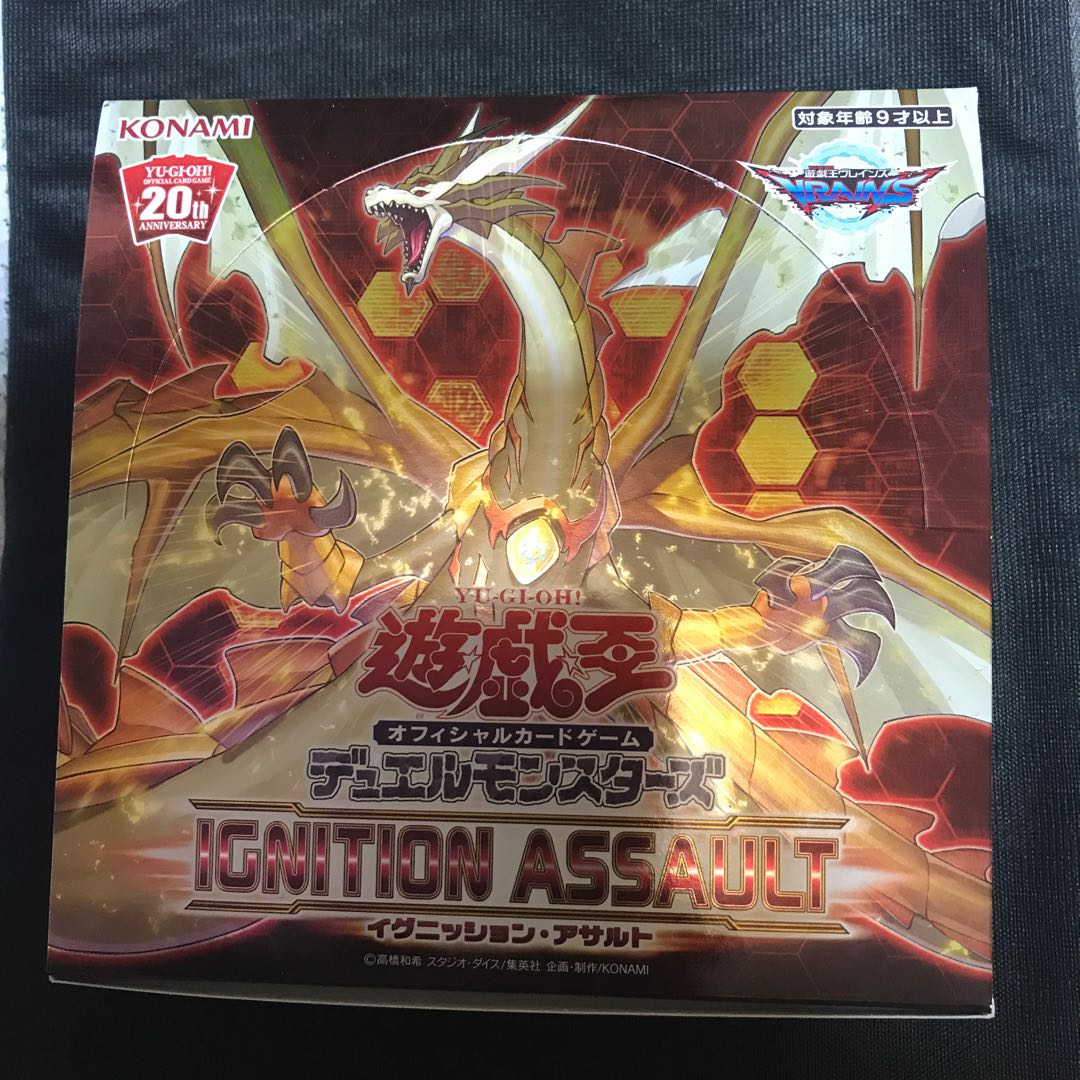 KONAMI
対象年齢9才以上
YU-GI-OH!
OFFICIAL CARD GAME
20th
ANNIVERSARY
遊戯王ヴレインズ
VRAINS
YU-GI-OH!
遊戯王
オフィシャルカードゲーム
デュエルモンスターズ
IGNITION ASSAULT
イグニッション・アサルト
©高橋和希 スタジオ・ダイス/集英社 企画・制作/KONAMI